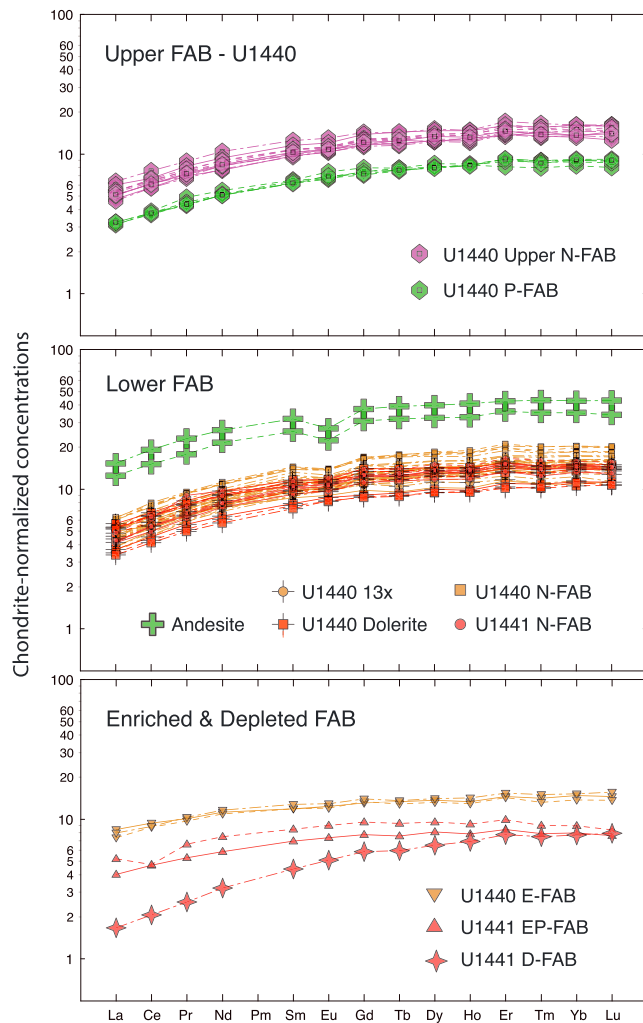 100
60
50
40
30
20
10
6
5
4
3
2
1
Upper FAB - U1440
U1440 Upper N-FAB
U1440 P-FAB
Chondrite-normalized concentrations
100
60
50
40
30
20
10
6
5
4
3
2
1
Lower FAB
U1440 13x
U1440 N-FAB
Andesite
U1440 Dolerite
U1441 N-FAB
100
60
50
40
30
20
10
6
5
4
3
2
1
Enriched & Depleted FAB
U1440 E-FAB
U1441 EP-FAB
U1441 D-FAB
La Ce Pr Nd Pm Sm Eu Gd Tb Dy Ho Er Tm Yb Lu